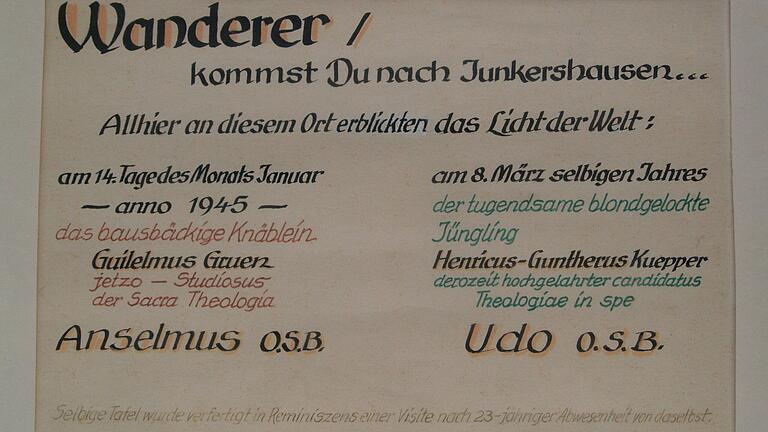 Wanderer /
kommst Du nach Junkershausen...
Allhier an diesem Ort erblickten das Licht der Welt:
am 14. Tage des Monats Januar
— anno 1945 —
das bausbäckige Knäblein
Guilelmus Gruen
jetzo — Studiosus
der Sacra Theologia
Anselmus O.S.B.
am 8. März selbigen Jahres
der tugendsame blondgelockte
Jüngling
Henricus-Guntherus Kuepper
derozeit hochgelahrter candidatus
Theologiae in spe
Udo O.S.B.
Selbige Tafel wurde verfertigt in Reminiszens einer Visite nach 23-jähriger Abwesenheit von daselbst.